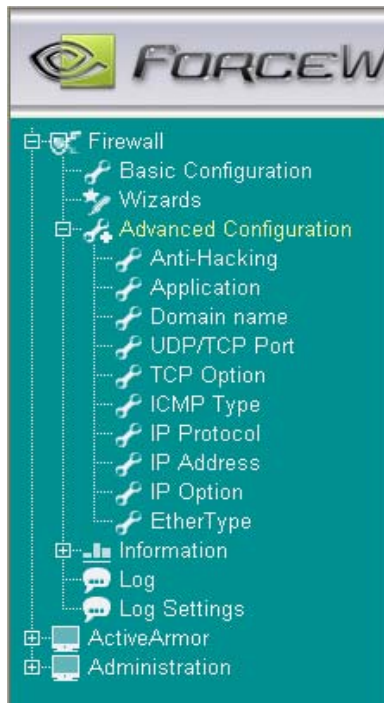 FORCEW
Firewall
Basic Configuration
Wizards
Advanced Configuration
Anti-Hacking
Application
Domain name
UDP/TCP Port
TCP Option
ICMP Type
IP Protocol
IP Address
IP Option
EtherType
Information
Log
Log Settings
ActiveArmor
Administration